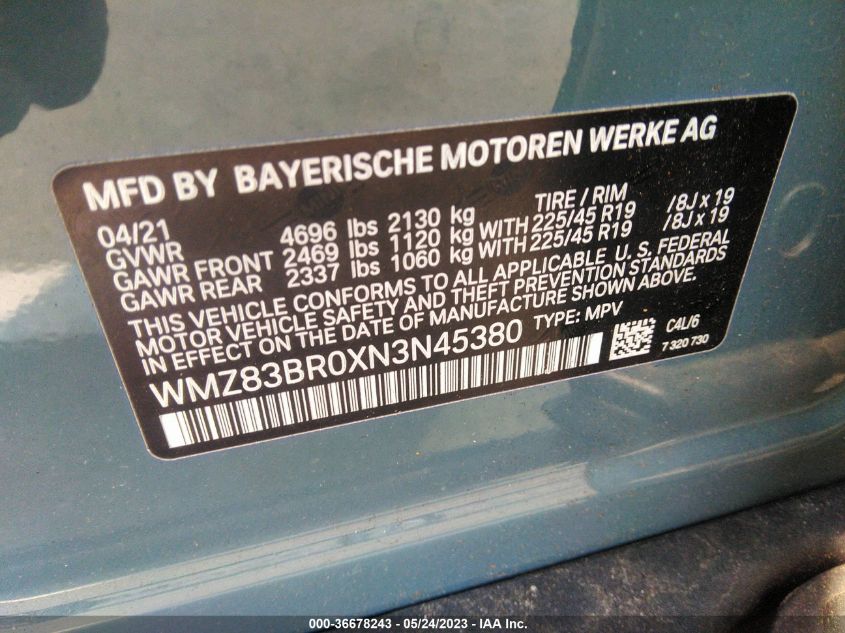 MFD BY BAYERISCHE MOTOREN WERKE AG
04/21 TIRE / RIM
GVWR 4696 lbs 2130 kg
GAWR FRONT 2469 lbs 1120 kg WITH 225/45 R19 /8J x 19
GAWR REAR 2337 lbs 1060 kg WITH 225/45 R19 /8J x 19
THIS VEHICLE CONFORMS TO ALL APPLICABLE U. S. FEDERAL
MOTOR VEHICLE SAFETY AND THEFT PREVENTION STANDARDS
IN EFFECT ON THE DATE OF MANUFACTURE SHOWN ABOVE.
WMZ83BR0XN3N45380 TYPE: MPV
C4L/6
7 320 730
000-36678243 — 05/24/2023 — IAA Inc.